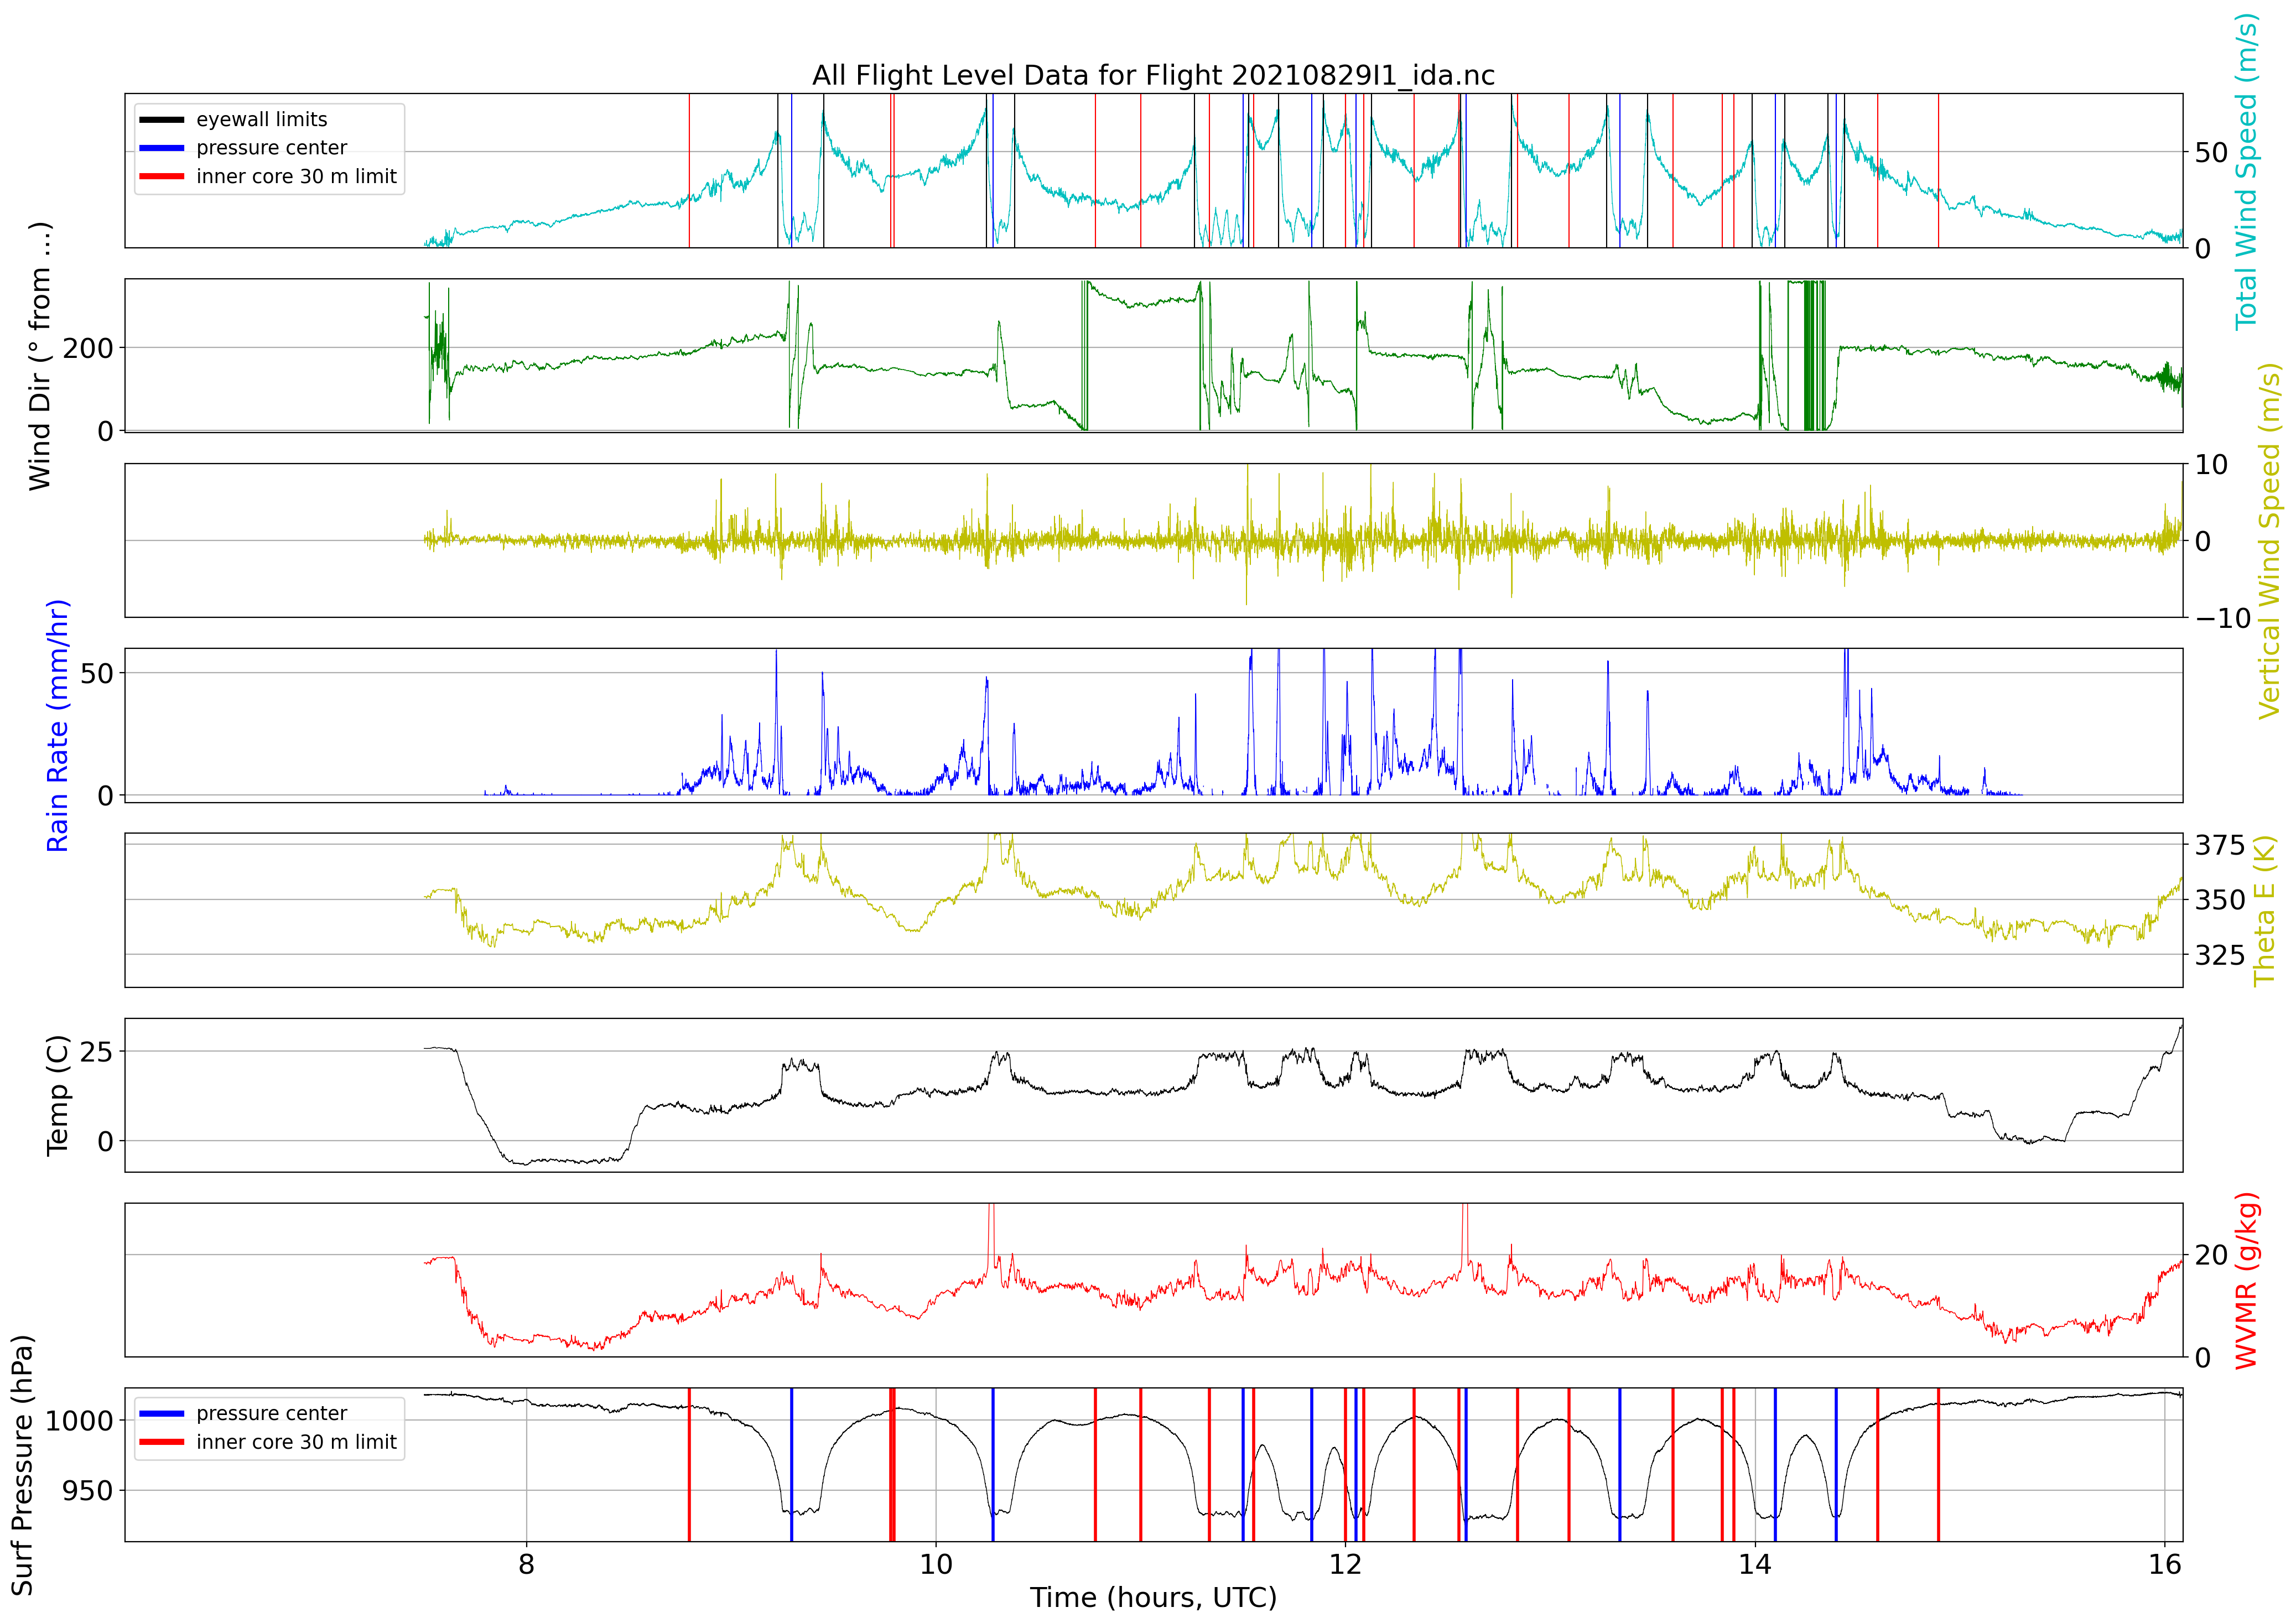 All Flight Level Data for Flight 20210829I1_ida.nc
eyewall limits
pressure center
inner core 30 m limit
50
0
Total Wind Speed (m/s)
Wind Dir (° from ...)
200
0
10
0
−10
Vertical Wind Speed (m/s)
Rain Rate (mm/hr)
50
0
375
350
325
Theta E (K)
Temp (C)
25
0
20
0
WVMR (g/kg)
Surf Pressure (hPa)
1000
950
pressure center
inner core 30 m limit
8
10
12
14
16
Time (hours, UTC)